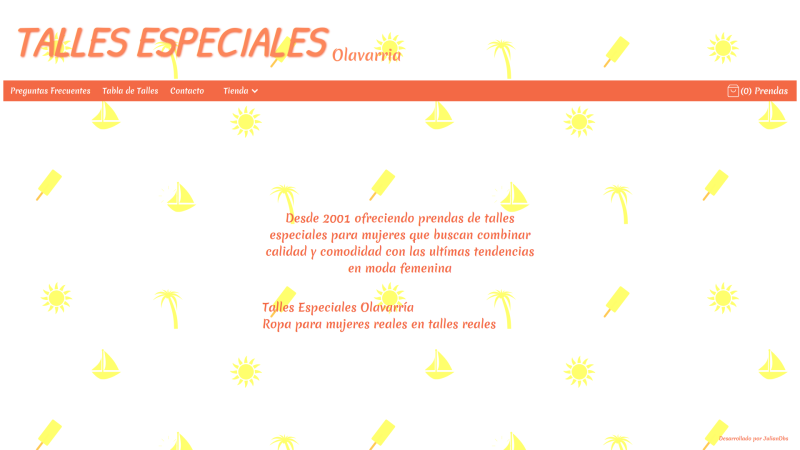 TALLES ESPECIALES Olavarria
Preguntas Frecuentes Tabla de Talles Contacto Tienda (0) Prendas
Desde 2001 ofreciendo prendas de talles
especiales para mujeres que buscan combinar
calidad y comodidad con las ultimas tendencias
en moda femenina
Talles Especiales Olavarría
Ropa para mujeres reales en talles reales
Desarrollado por JulianDbs